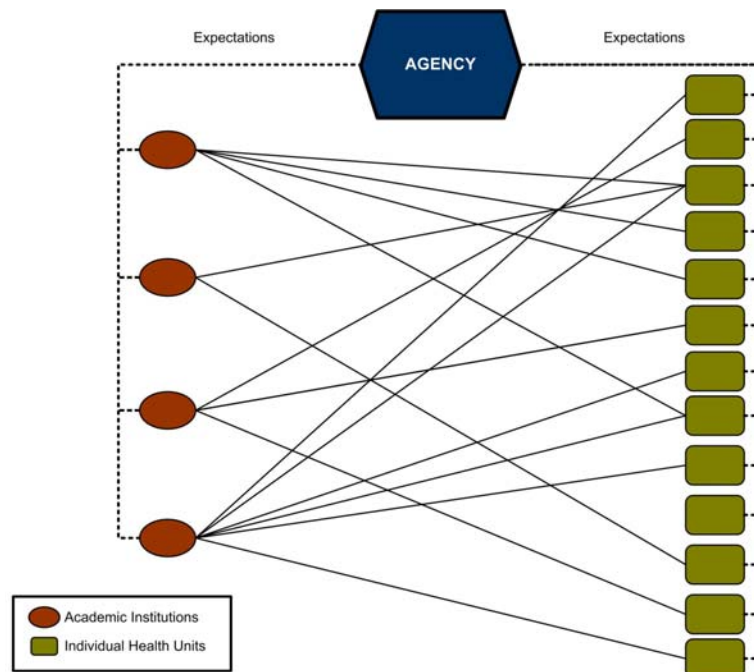 Expectations
AGENCY
Expectations
Academic Institutions
Individual Health Units